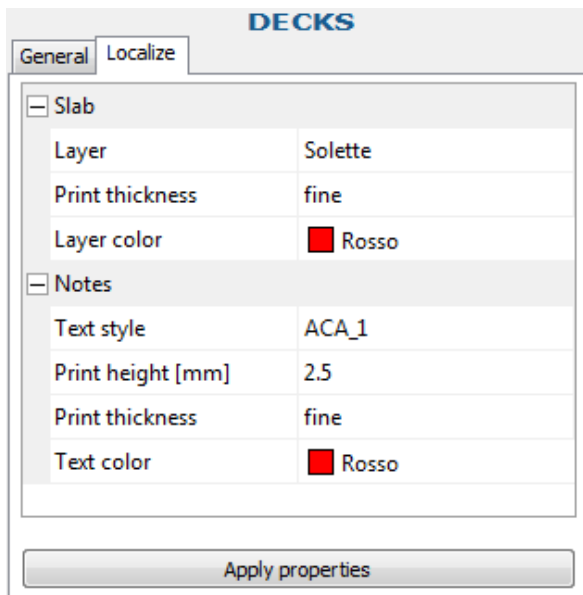 DECKS
General Localize
Slab
Layer Solette
Print thickness fine
Layer color Rosso
Notes
Text style ACA_1
Print height [mm] 2.5
Print thickness fine
Text color Rosso
Apply properties